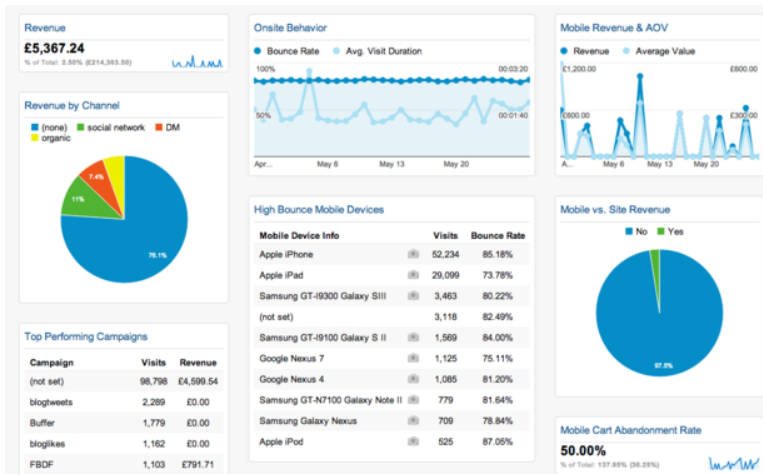 Revenue
£5,367.24
% of Total: 2.50% (£214,363.50)
Revenue by Channel
(none) social network DM
organic
7.4%
11%
76.1%
Top Performing Campaigns
Campaign Visits Revenue
(not set) 98,798 £4,599.54
blogtweets 2,289 £0.00
Buffer 1,779 £0.00
bloglikes 1,162 £0.00
FBDF 1,103 £791.71
Onsite Behavior
Bounce Rate Avg. Visit Duration
100% 00:03:20
50% 00:01:40
Apr... May 6 May 13 May 20
High Bounce Mobile Devices
Mobile Device Info Visits Bounce Rate
Apple iPhone 52,234 85.18%
Apple iPad 29,099 73.78%
Samsung GT-I9300 Galaxy SIII 3,463 80.22%
(not set) 3,118 82.49%
Samsung GT-I9100 Galaxy S II 1,569 84.00%
Google Nexus 7 1,125 75.11%
Google Nexus 4 1,085 81.20%
Samsung GT-N7100 Galaxy Note II 779 81.64%
Samsung Galaxy Nexus 709 78.84%
Apple iPod 525 87.05%
Mobile Revenue & AOV
Revenue Average Value
£1,200.00 £600.00
£600.00 £300.00
A... May 6 May 13 May 20
Mobile vs. Site Revenue
No Yes
97.5%
Mobile Cart Abandonment Rate
50.00%
% of Total: 137.95% (36.25%)